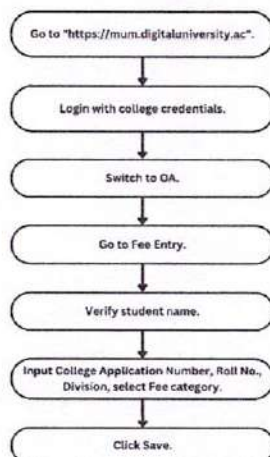 Go to "https://mum.digitaluniversity.ac".
Login with college credentials.
Switch to OA.
Go to Fee Entry.
Verify student name.
Input College Application Number, Roll No.,
Division, select Fee category.
Click Save.